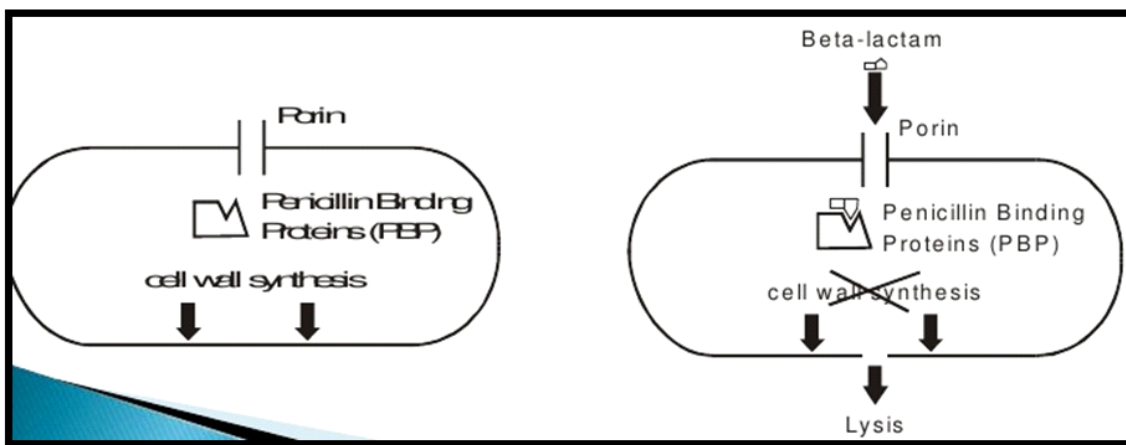 Porin
Penicillin Binding
Proteins (PBP)
cell wall synthesis
Beta-lactam
Porin
Penicillin Binding
Proteins (PBP)
cell wall synthesis
Lysis